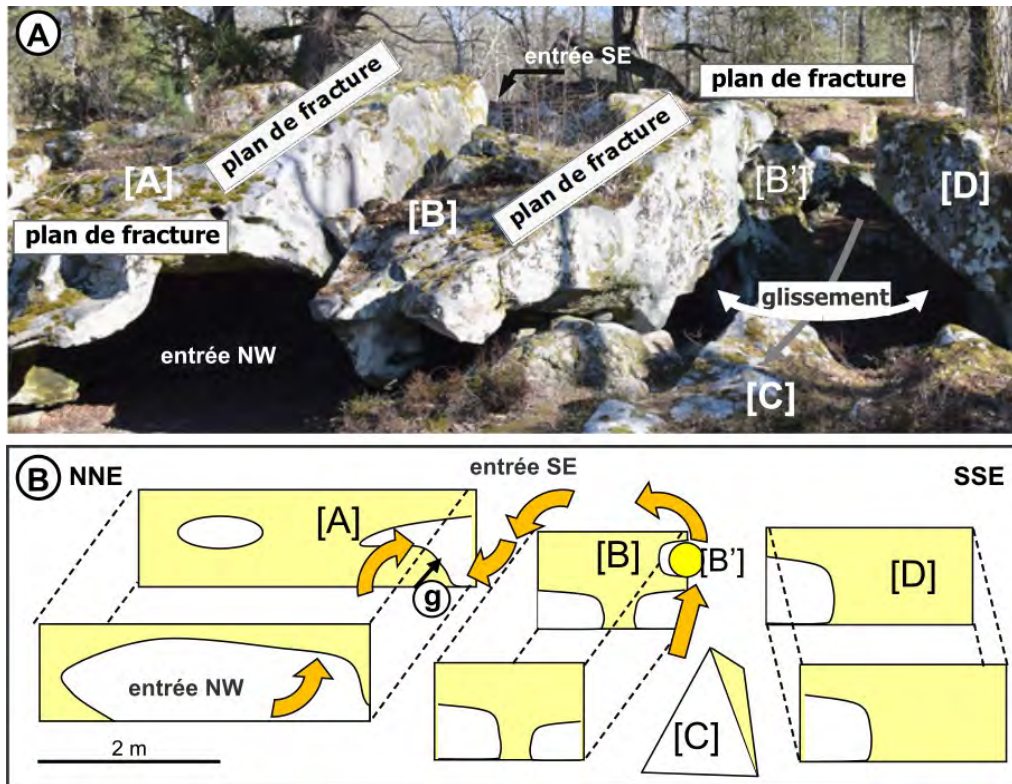 A
entrée SE
plan de fracture
plan de fracture
plan de fracture
[A]
[B]
[B']
[D]
plan de fracture
entrée NW
glissement
[C]
B
NNE
entrée SE
SSE
[A]
[B]
[B']
[D]
g
entrée NW
[C]
2 m